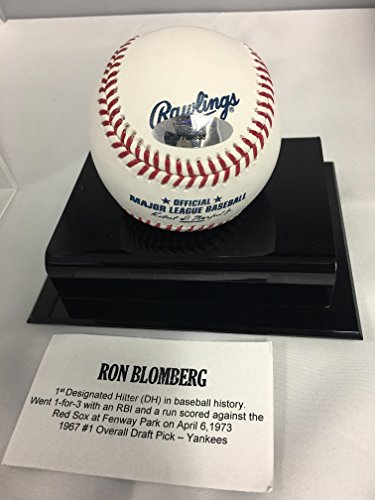 Rawlings®
OFFICIAL
MAJOR LEAGUE BASEBALL
RON BLOMBERG
1st Designated Hitter (DH) in baseball history.
Went 1-for-3 with an RBI and a run scored against the
Red Sox at Fenway Park on April 6,1973
1967 #1 Overall Draft Pick -- Yankees